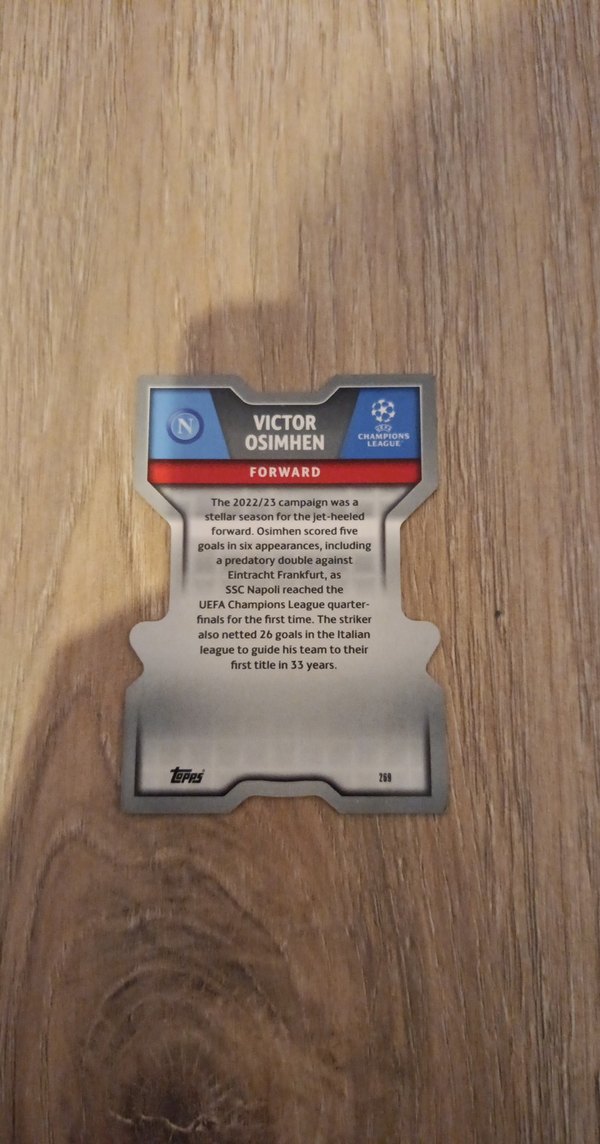 N
VICTOR
OSIMHEN
CHAMPIONS
LEAGUE
FORWARD
The 2022/23 campaign was a
stellar season for the jet-heeled
forward. Osimhen scored five
goals in six appearances, including
a predatory double against
Eintracht Frankfurt, as
SSC Napoli reached the
UEFA Champions League quarter-
finals for the first time. The striker
also netted 26 goals in the Italian
league to guide his team to their
first title in 33 years.
Topps
269